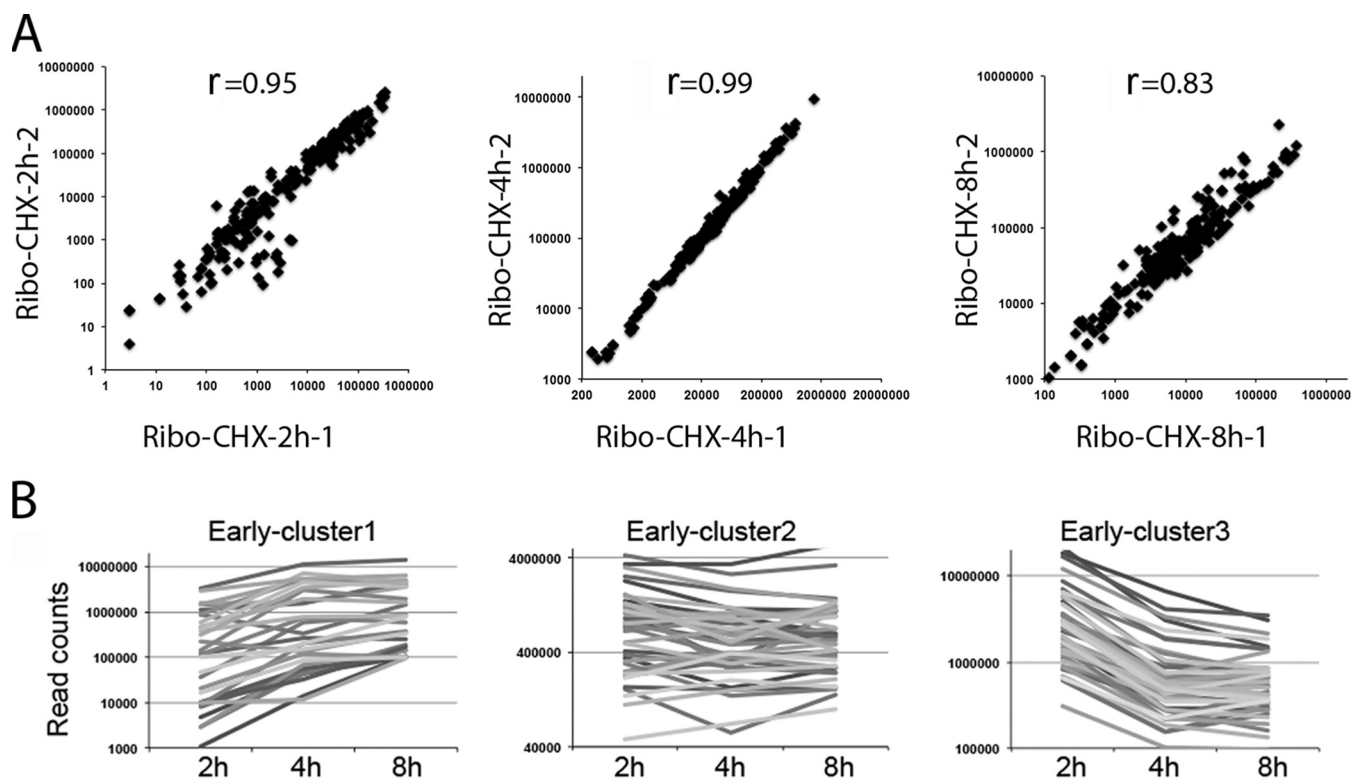 A
r=0.95
r=0.99
r=0.83
Ribo-CHX-2h-2
10000000
1000000
100000
10000
1000
100
10
1
1 10 100 1000 10000 100000 1000000
Ribo-CHX-2h-1
Ribo-CHX-4h-2
10000000
1000000
100000
10000
1000
200 2000 20000 200000 2000000 20000000
Ribo-CHX-4h-1
Ribo-CHX-8h-2
10000000
1000000
100000
10000
1000
100 1000 10000 100000 1000000
Ribo-CHX-8h-1
B
Early-cluster1
Read counts
10000000
1000000
100000
10000
1000
2h 4h 8h
Early-cluster2
4000000
400000
40000
2h 4h 8h
Early-cluster3
10000000
1000000
100000
2h 4h 8h